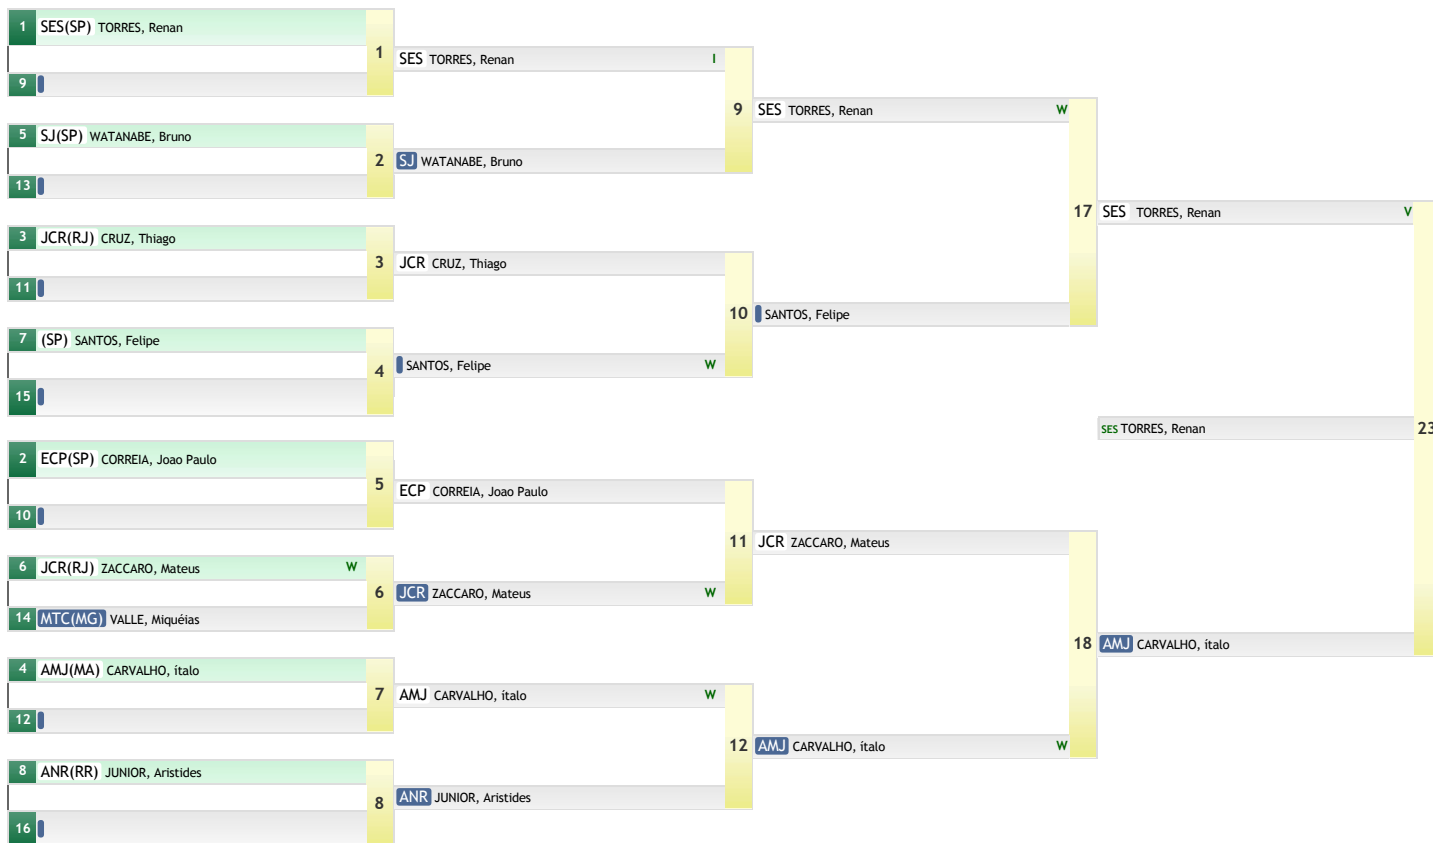 1 SES(SP) TORRES, Renan
1
9
5 SJ(SP) WATANABE, Bruno
2
13
3 JCR(RJ) CRUZ, Thiago
3
11
7 (SP) SANTOS, Felipe
4
15
2 ECP(SP) CORREIA, Joao Paulo
5
10
6 JCR(RJ) ZACCARO, Mateus W
6
14 MTC(MG) VALLE, Miquéias
4 AMJ(MA) CARVALHO, ítalo
7
12
8 ANR(RR) JUNIOR, Aristides
8
16
SES TORRES, Renan I
9
SJ WATANABE, Bruno
JCR CRUZ, Thiago
10
SANTOS, Felipe W
ECP CORREIA, Joao Paulo
11
JCR ZACCARO, Mateus W
AMJ CARVALHO, ítalo W
12
ANR JUNIOR, Aristides
SES TORRES, Renan W
17
SANTOS, Felipe
JCR ZACCARO, Mateus
18
AMJ CARVALHO, ítalo W
SES TORRES, Renan V
SES TORRES, Renan
23
AMJ CARVALHO, ítalo